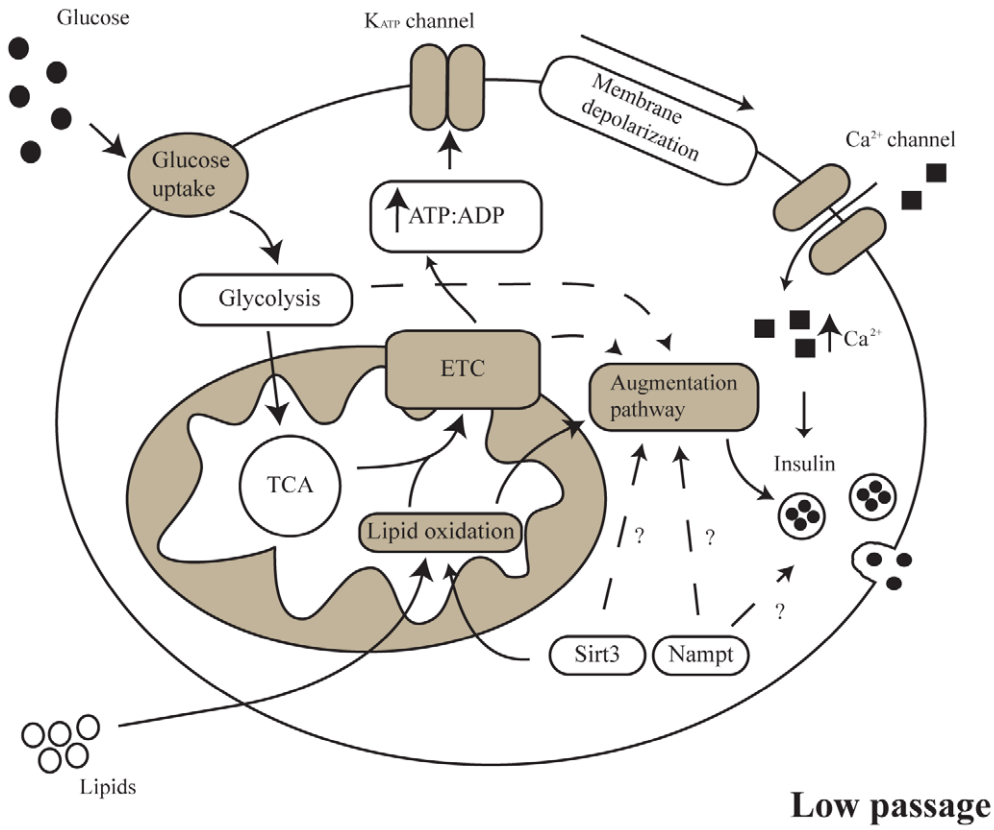 Glucose
KATP channel
Membrane
depolarization
Ca²⁺ channel
Glucose
uptake
ATP:ADP
Glycolysis
Ca²⁺
ETC
Augmentation
pathway
Insulin
TCA
Lipid oxidation
?
?
?
Sirt3
Nampt
Lipids
Low passage